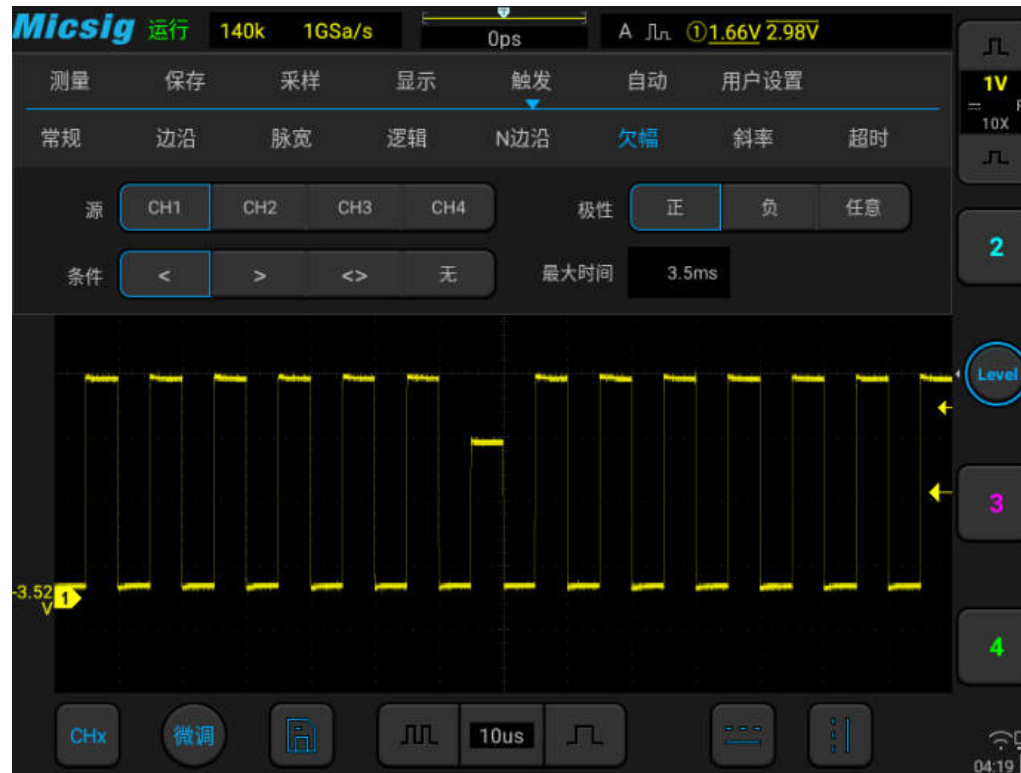 Micsig 运行 140k 1GSa/s 0ps A ①1.66V 2.98V
测量 保存 采样 显示 触发 自动 用户设置
1V
10X
常规 边沿 脉宽 逻辑 N边沿 欠幅 斜率 超时
源 CH1 CH2 CH3 CH4 极性 正 负 任意
2
条件 < > <> 无 最大时间 3.5ms
Level
3
-3.52 1
V
4
CHx 微调 10us
04:19